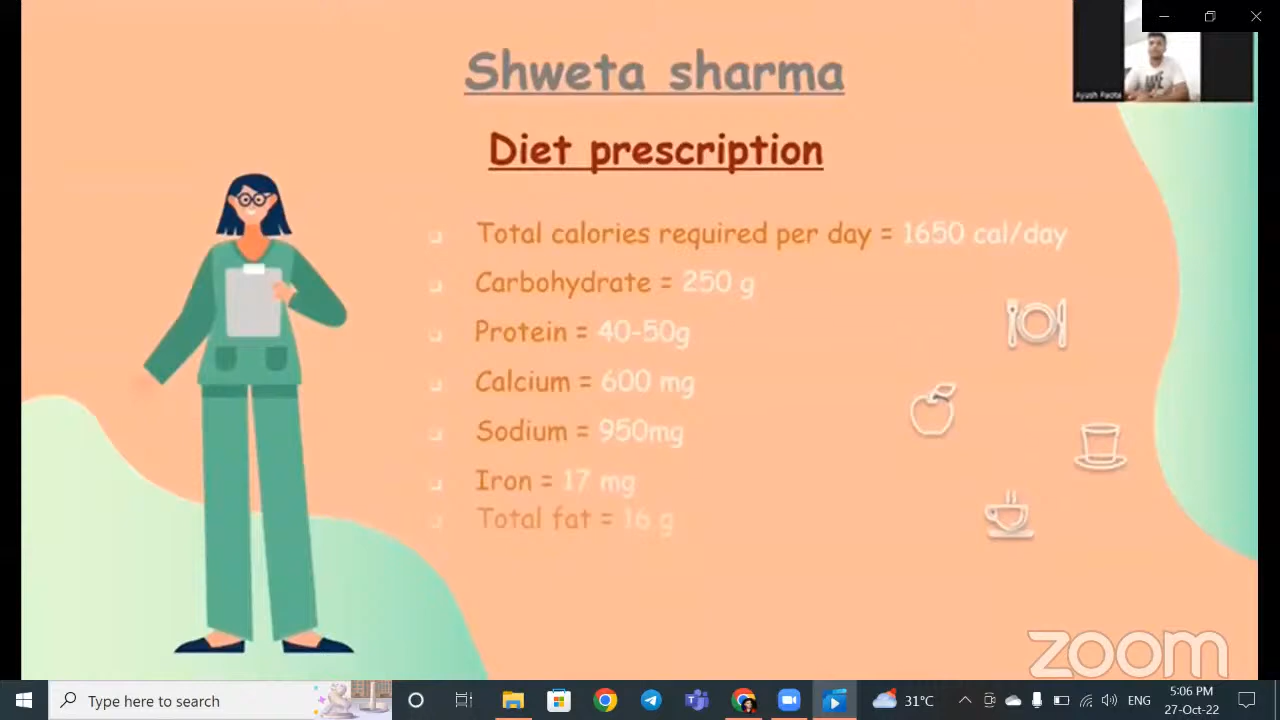 Shweta sharma
Diet prescription
Total calories required per day = 1650 cal/day
Carbohydrate = 250 g
Protein = 40-50g
Calcium = 600 mg
Sodium = 950mg
Iron = 17 mg
Total fat = 16 g
zoom
Type here to search
31°C
ENG
5:06 PM
27-Oct-22